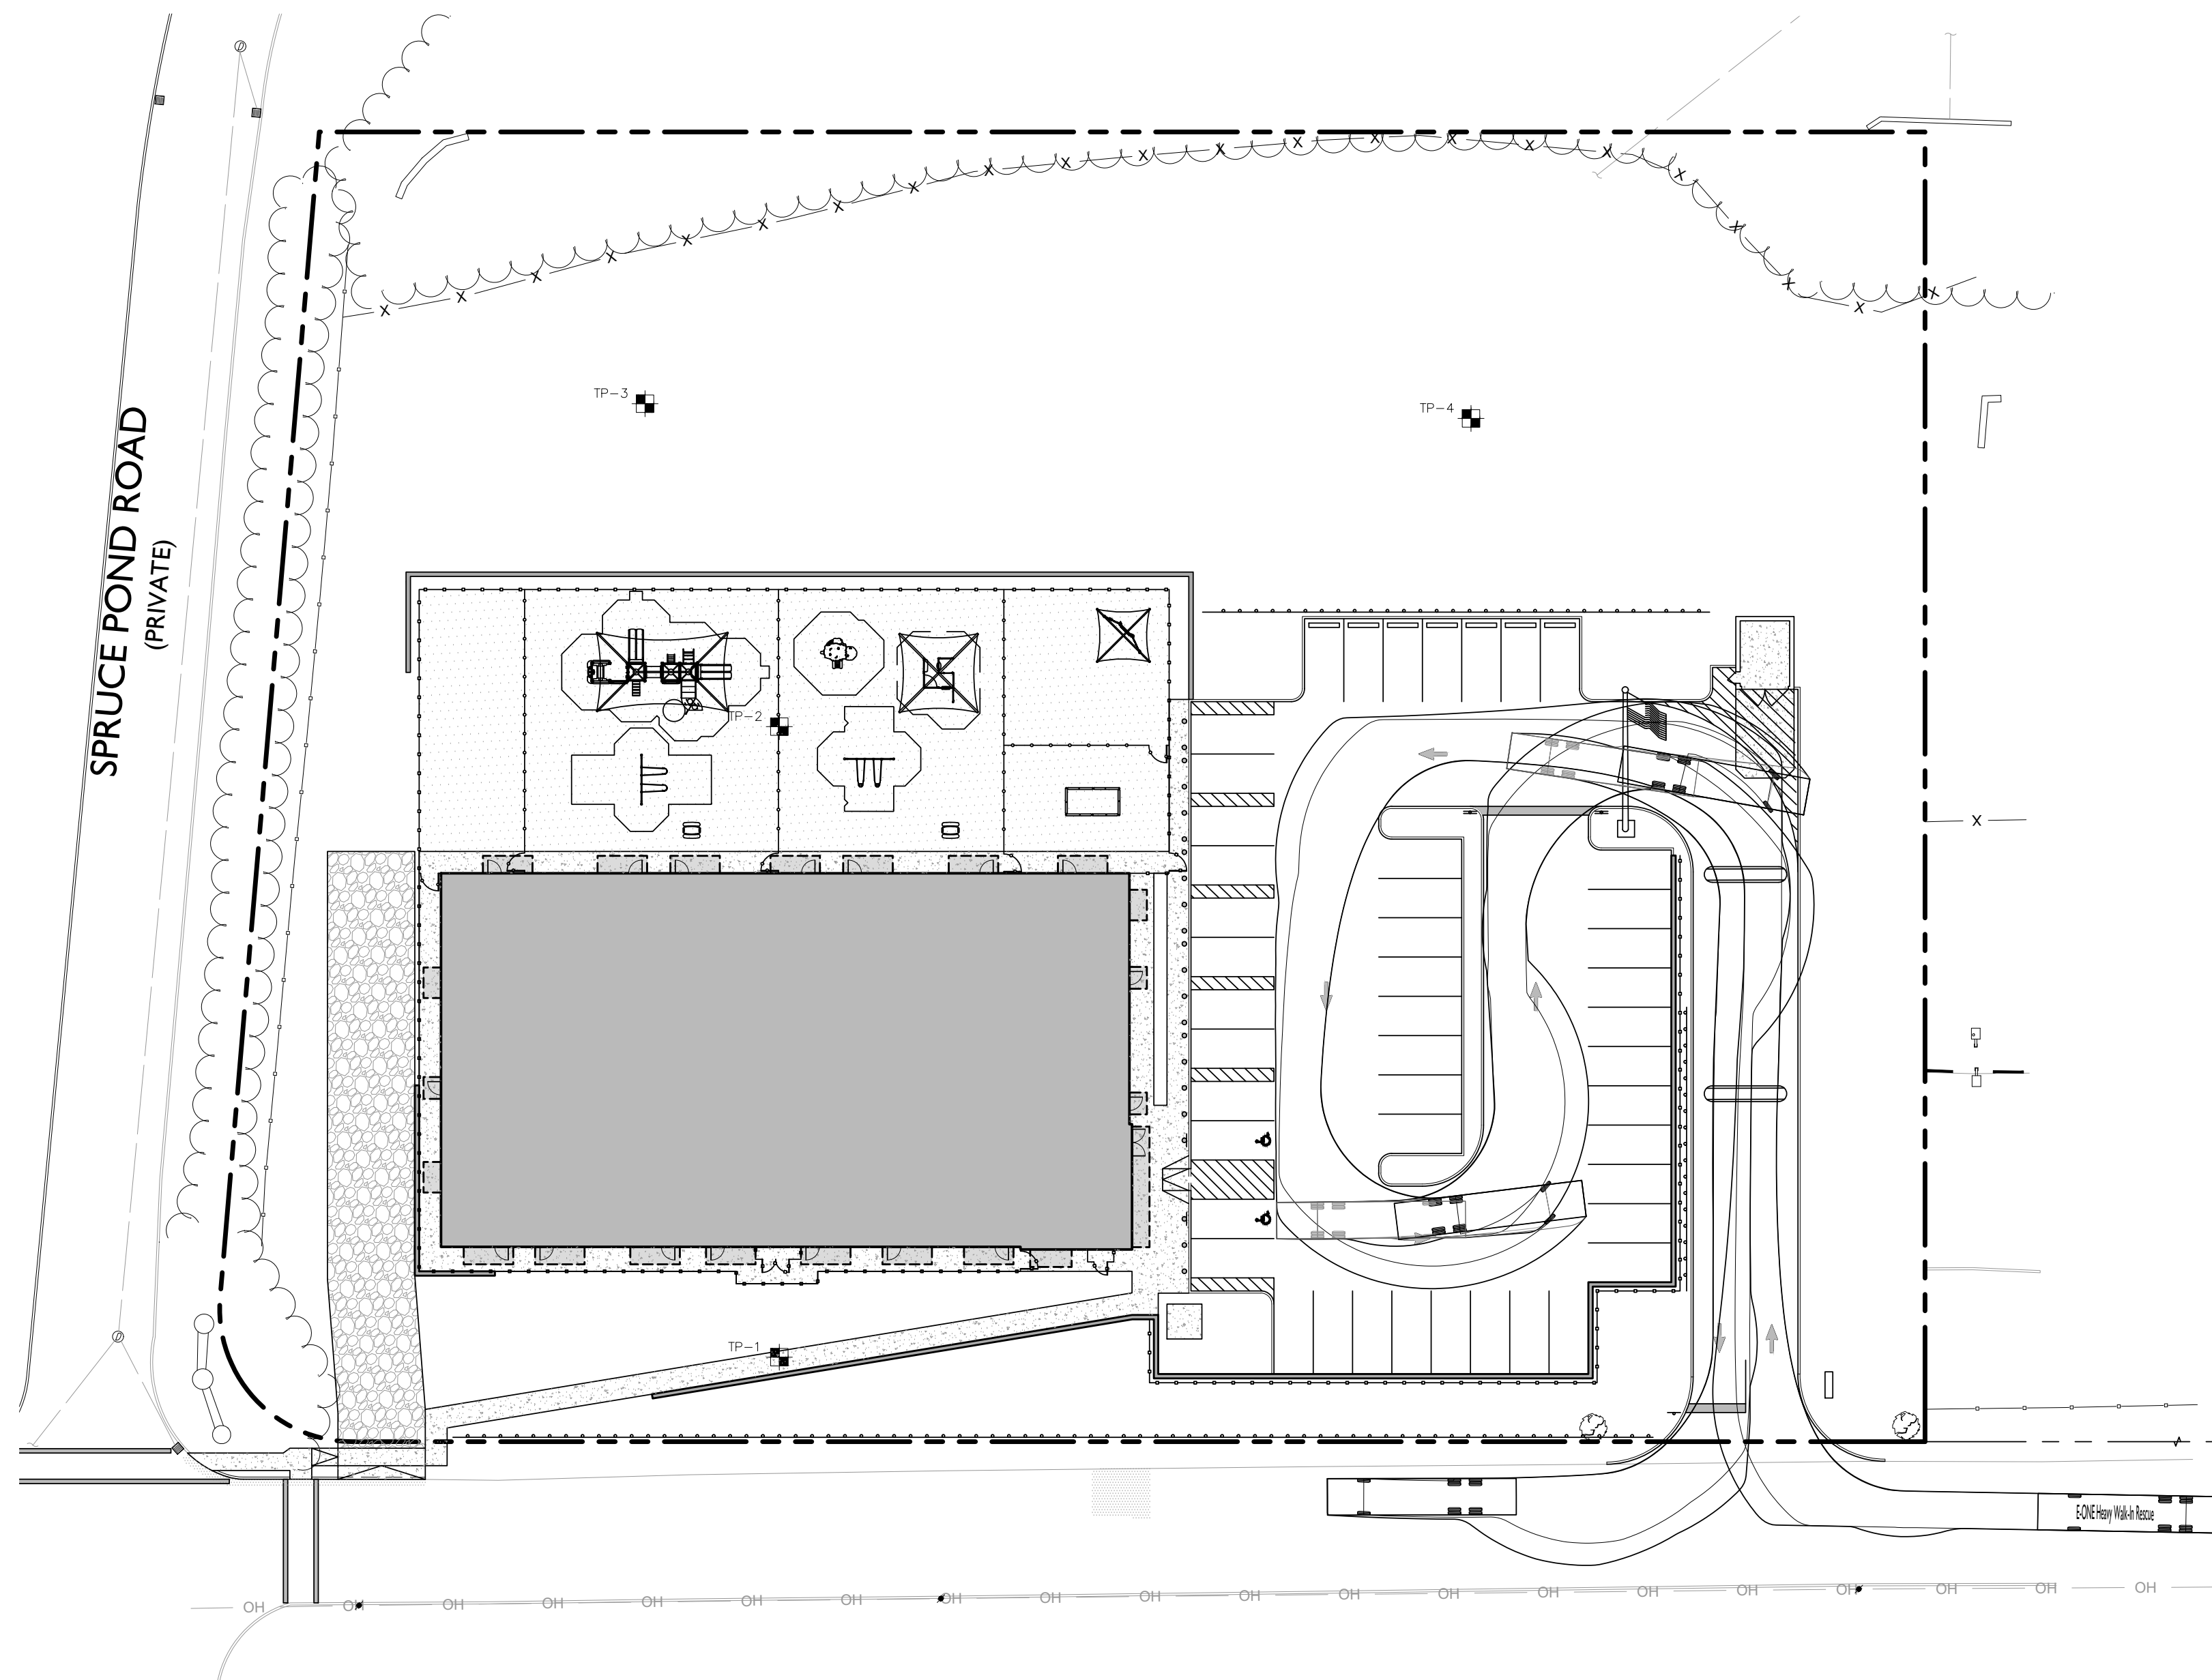 SPRUCE POND ROAD
(PRIVATE)
TP-3
TP-4
TP-2
TP-1
E-ONE Heavy Walk-In Rescue
OH OH OH OH OH OH OH OH OH OH OH OH OH OH OH OH OH OH OH OH